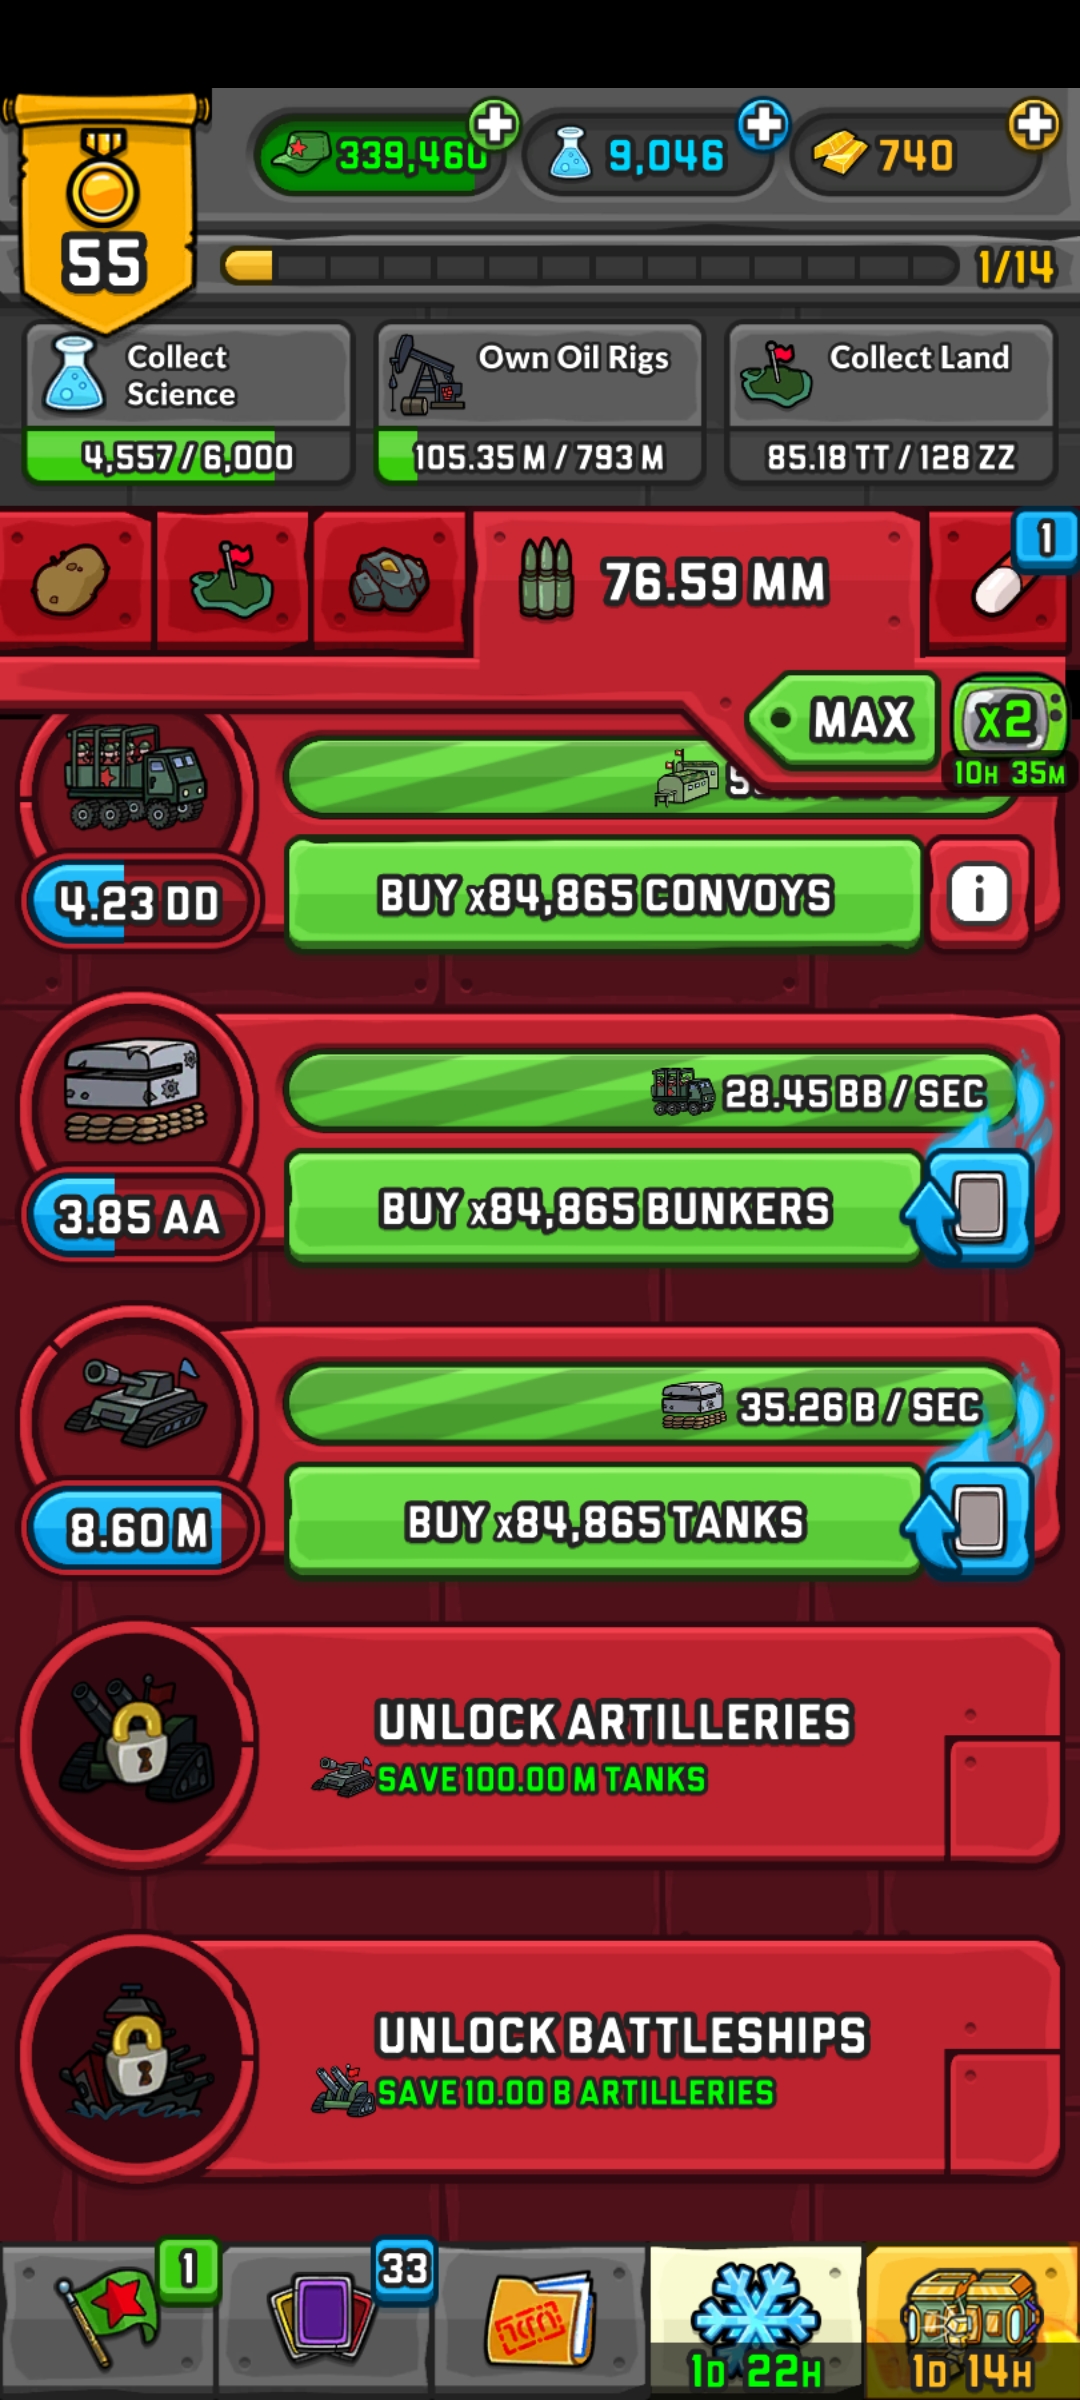 339,460
9,046
740
55
1/14
Collect
Science
4,557 / 6,000
Own Oil Rigs
105.35 M / 793 M
Collect Land
85.18 TT / 128 ZZ
76.59 MM
1
MAX
x2
10H 35M
4.23 DD
BUY x84,865 CONVOYS
i
28.45 BB / SEC
3.85 AA
BUY x84,865 BUNKERS
35.26 B / SEC
8.60 M
BUY x84,865 TANKS
UNLOCK ARTILLERIES
SAVE 100.00 M TANKS
UNLOCK BATTLESHIPS
SAVE 10.00 B ARTILLERIES
1
33
1D 22H
1D 14H